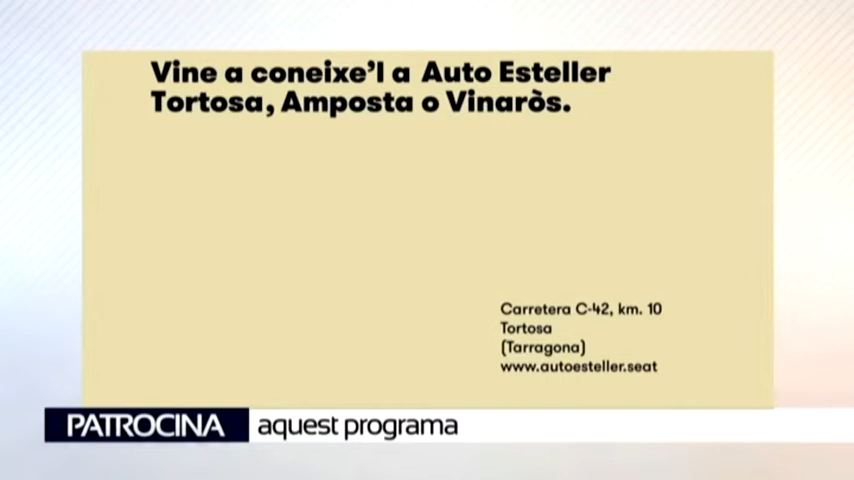 Vine a coneixe’l a Auto Esteller
Tortosa, Amposta o Vinaròs.
Carretera C-42, km. 10
Tortosa
(Tarragona)
www.autoesteller.seat
PATROCINA aquest programa